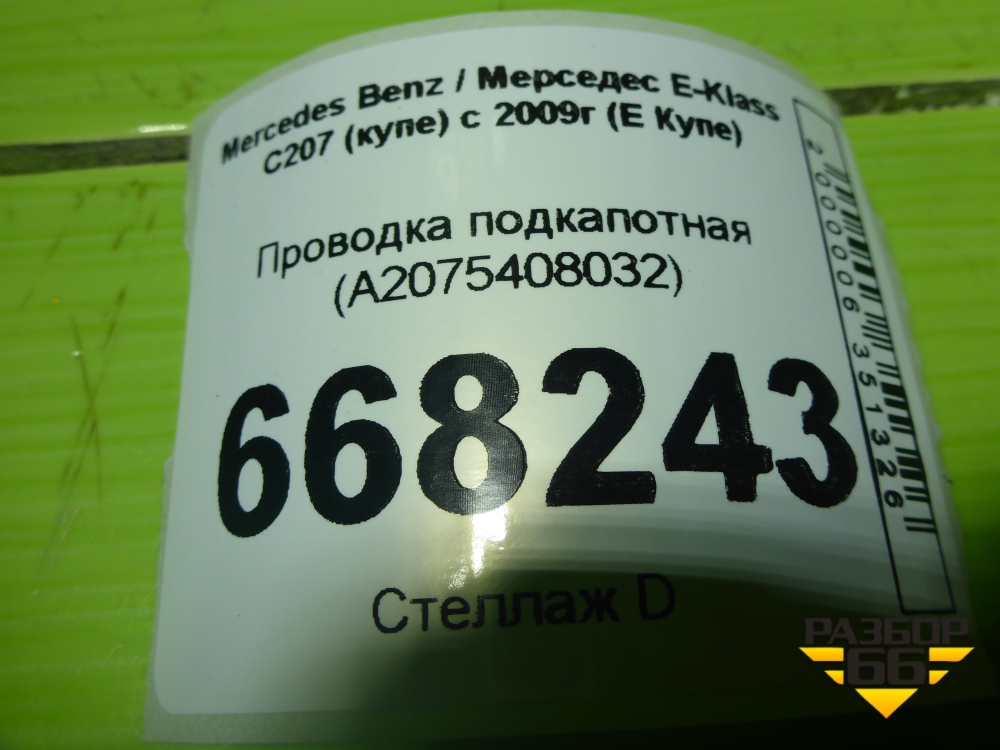 Mercedes Benz / Мерседес E-Klass
C207 (купе) с 2009г (Е Купе)
Проводка подкапотная
(A2075408032)
668243
Стеллаж D
2000006351326
РАЗБОР
66